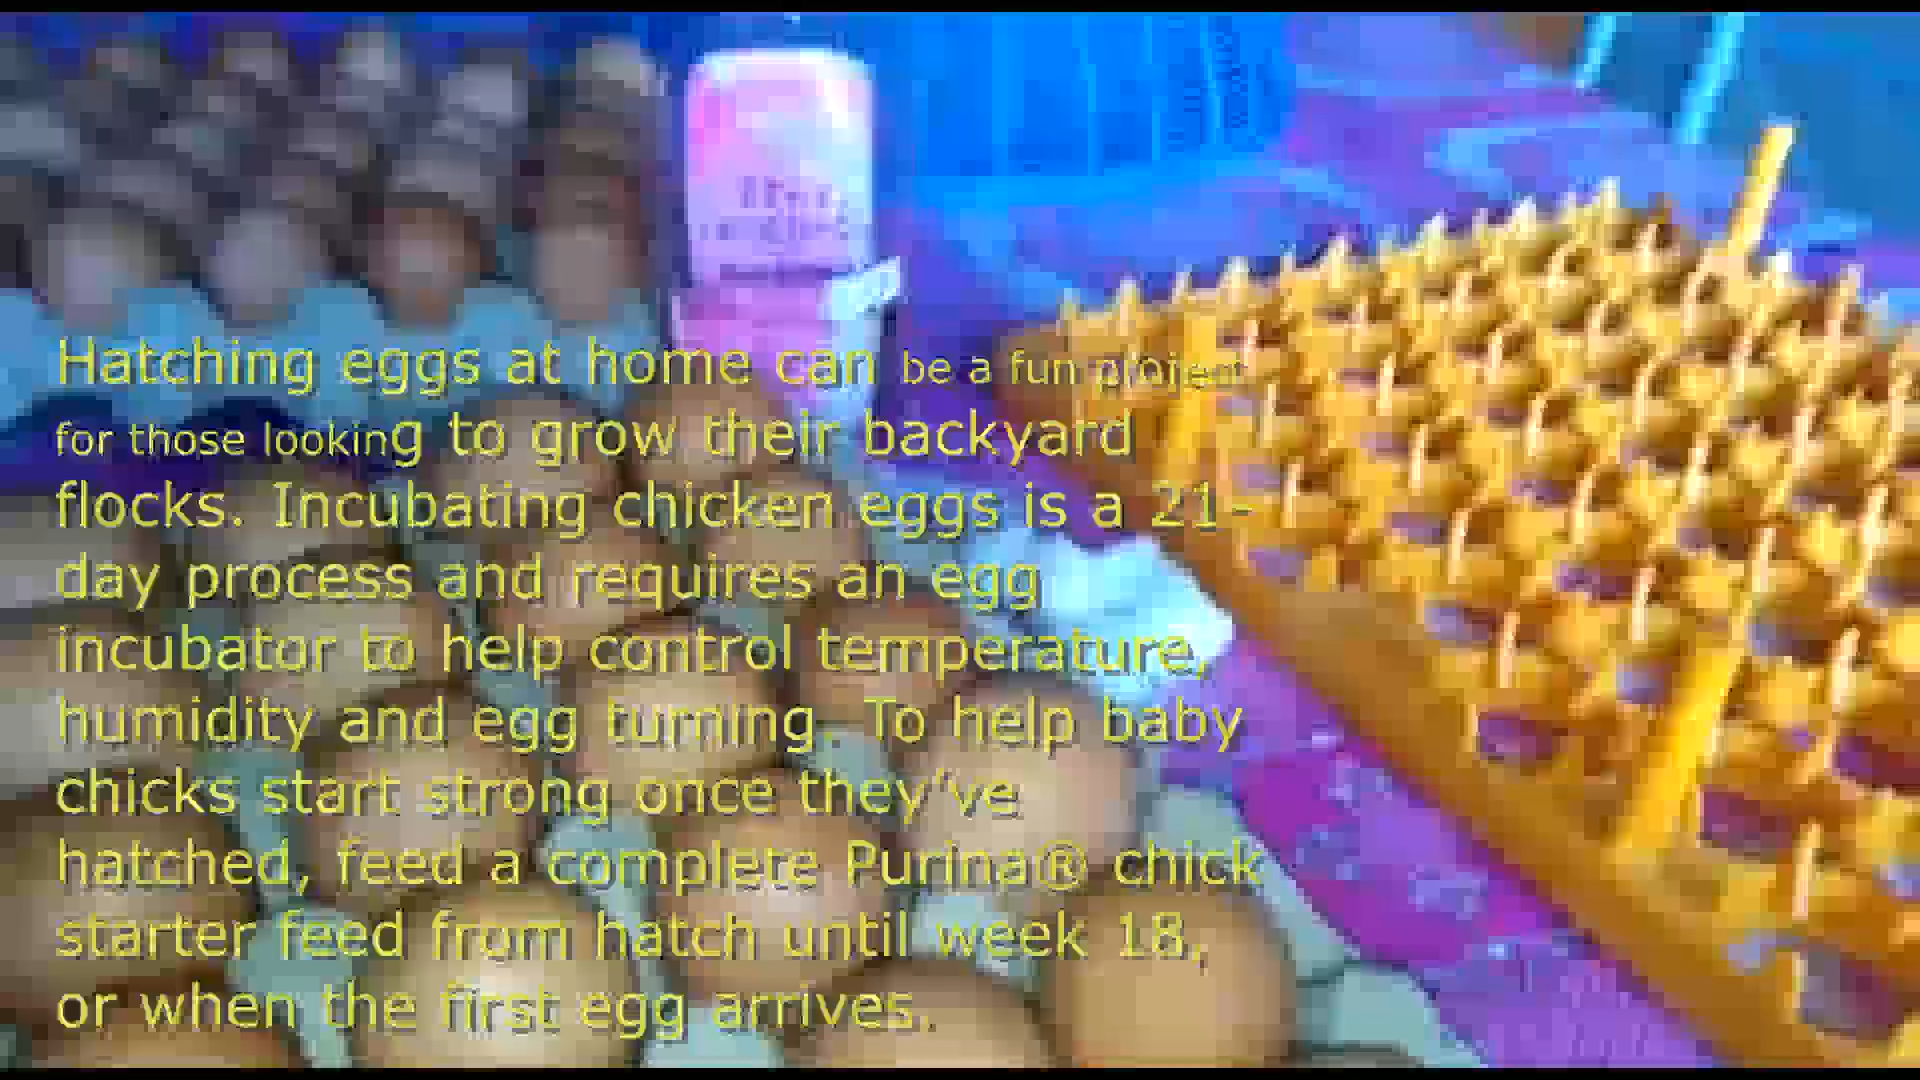 Hatching eggs at home can be a fun project
for those looking to grow their backyard
flocks. Incubating chicken eggs is a 21-
day process and requires an egg
incubator to help control temperature,
humidity and egg turning. To help baby
chicks start strong once they've
hatched, feed a complete Purina® chick
starter feed from hatch until week 18,
or when the first egg arrives.